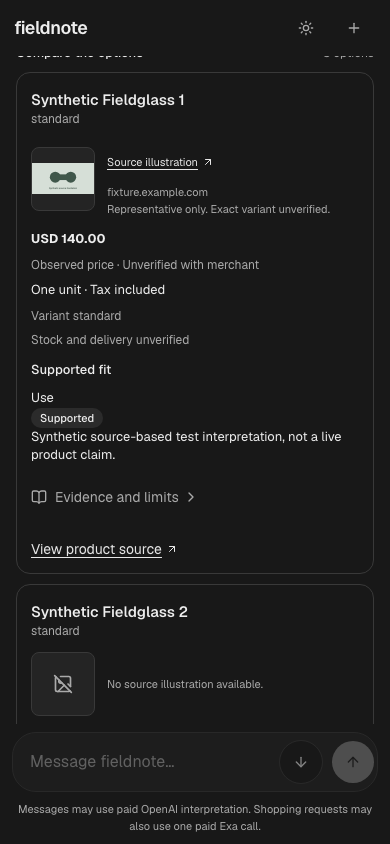 fieldnote
Compare the options
Synthetic Fieldglass 1
standard
Source illustration
fixture.example.com
Representative only. Exact variant unverified.
USD 140.00
Observed price · Unverified with merchant
One unit · Tax included
Variant standard
Stock and delivery unverified
Supported fit
Use
Supported
Synthetic source-based test interpretation, not a live
product claim.
Evidence and limits
View product source
Synthetic Fieldglass 2
standard
No source illustration available.
Message fieldnote...
Messages may use paid OpenAI interpretation. Shopping requests may
also use one paid Exa call.